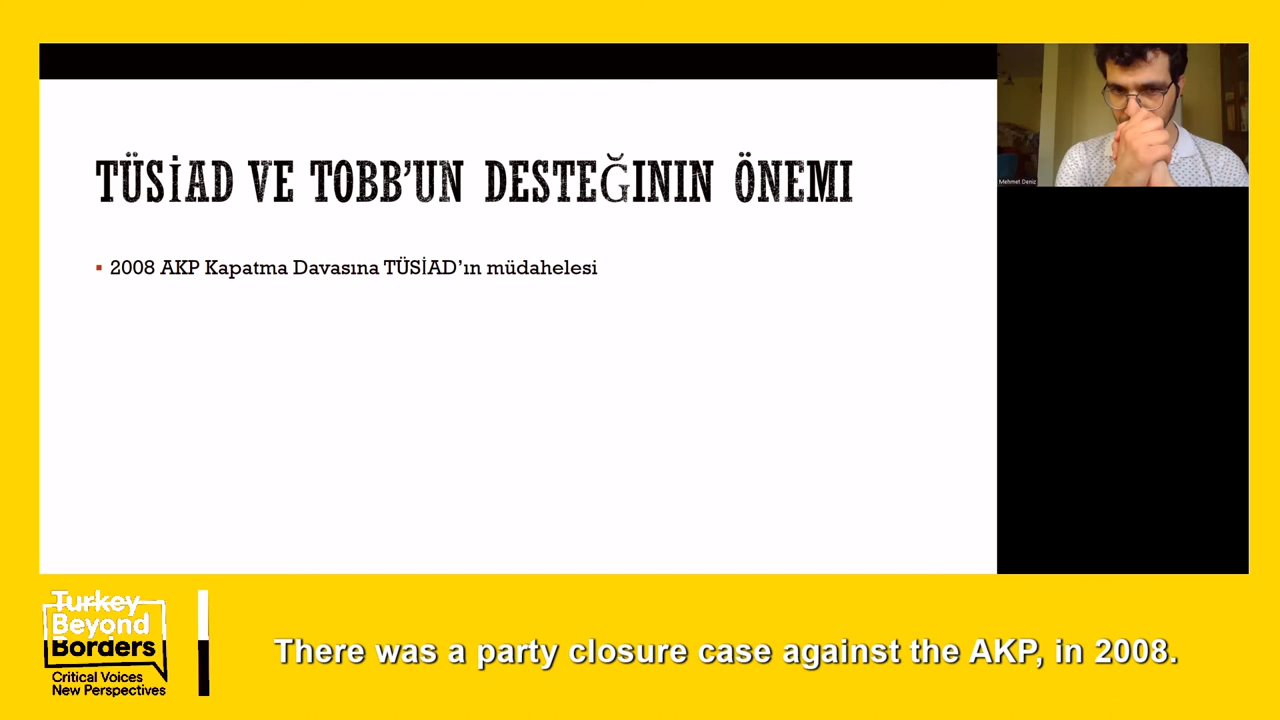 TÜSİAD VE TOBB'UN DESTEĞININ ÖNEMI
▪ 2008 AKP Kapatma Davasına TÜSİAD'ın müdahelesi
Mehmet Deniz
Turkey
Beyond
Borders
Critical Voices
New Perspectives
There was a party closure case against the AKP, in 2008.